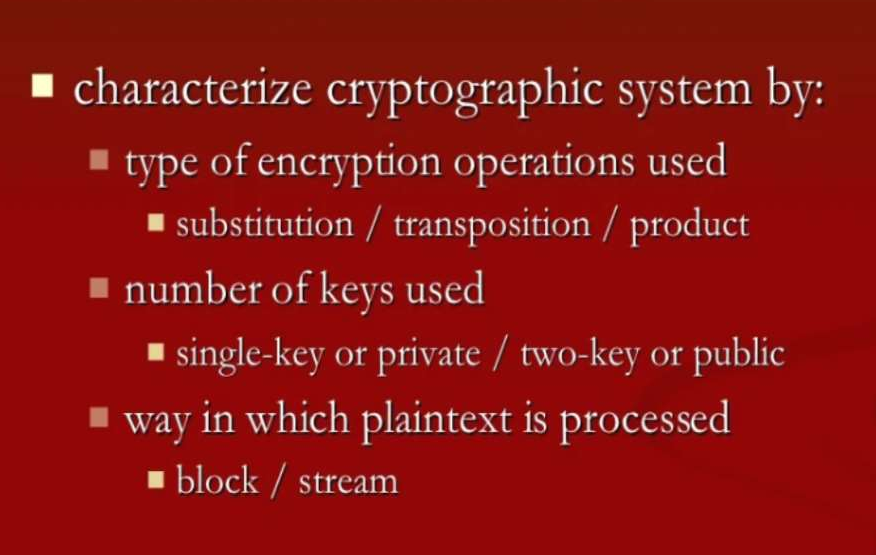 characterize cryptographic system by:
type of encryption operations used
substitution / transposition / product
number of keys used
single-key or private / two-key or public
way in which plaintext is processed
block / stream